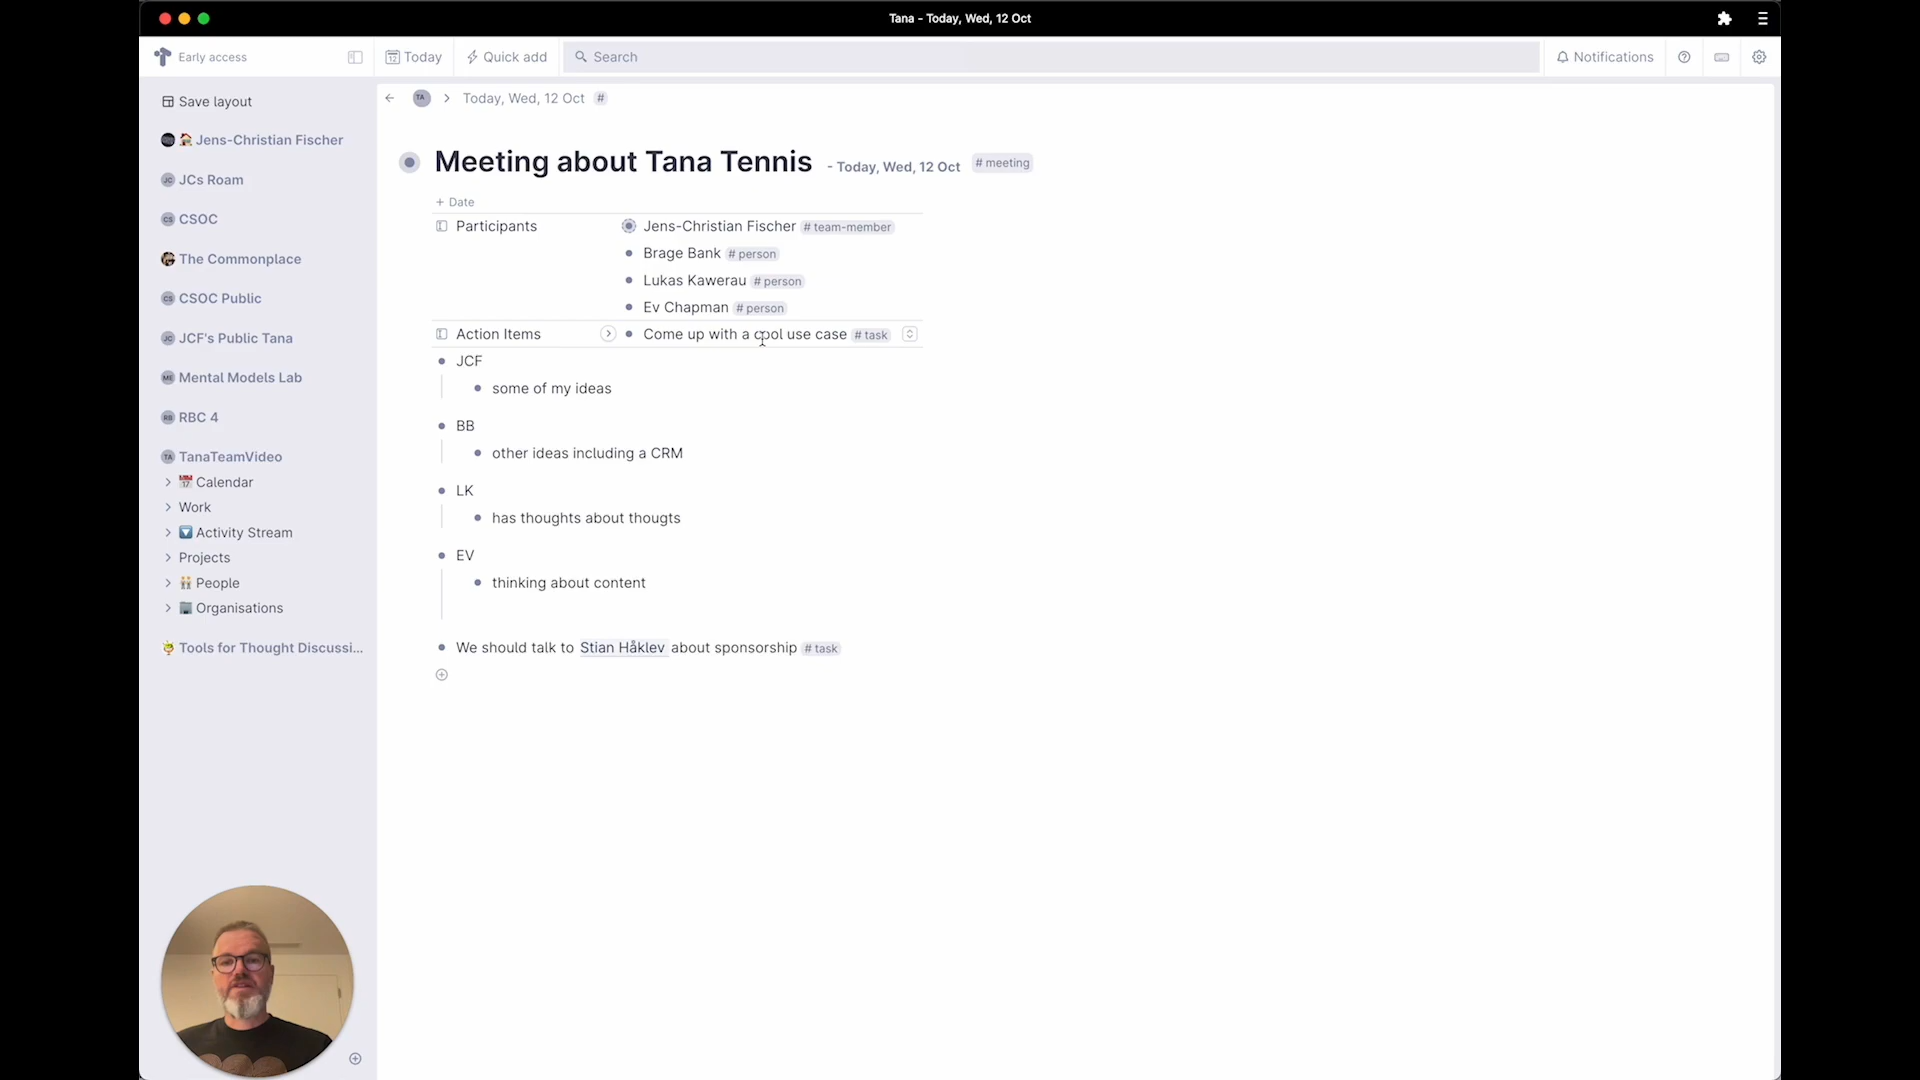 Tana - Today, Wed, 12 Oct
Early access
Today
Quick add
Search
Notifications
Save layout
Jens-Christian Fischer
JCs Roam
CSOC
The Commonplace
CSOC Public
JCF's Public Tana
Mental Models Lab
RBC 4
TanaTeamVideo
Calendar
Work
Activity Stream
Projects
People
Organisations
Tools for Thought Discussi...
TA > Today, Wed, 12 Oct #
Meeting about Tana Tennis - Today, Wed, 12 Oct # meeting
+ Date
Participants
Jens-Christian Fischer # team-member
Brage Bank # person
Lukas Kawerau # person
Ev Chapman # person
Action Items
Come up with a cool use case # task
JCF
some of my ideas
BB
other ideas including a CRM
LK
has thoughts about thougts
EV
thinking about content
We should talk to Stian Håklev about sponsorship # task